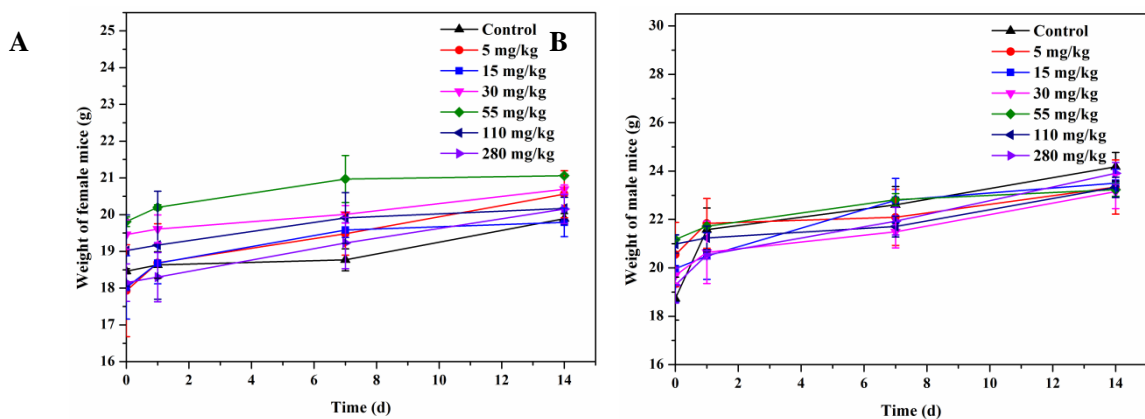 A
Weight of female mice (g)
25
24
23
22
21
20
19
18
17
16
0
2
4
6
8
10
12
14
Time (d)
Control
5 mg/kg
15 mg/kg
30 mg/kg
55 mg/kg
110 mg/kg
280 mg/kg
B
Weight of male mice (g)
30
28
26
24
22
20
18
16
0
2
4
6
8
10
12
14
Time (d)
Control
5 mg/kg
15 mg/kg
30 mg/kg
55 mg/kg
110 mg/kg
280 mg/kg